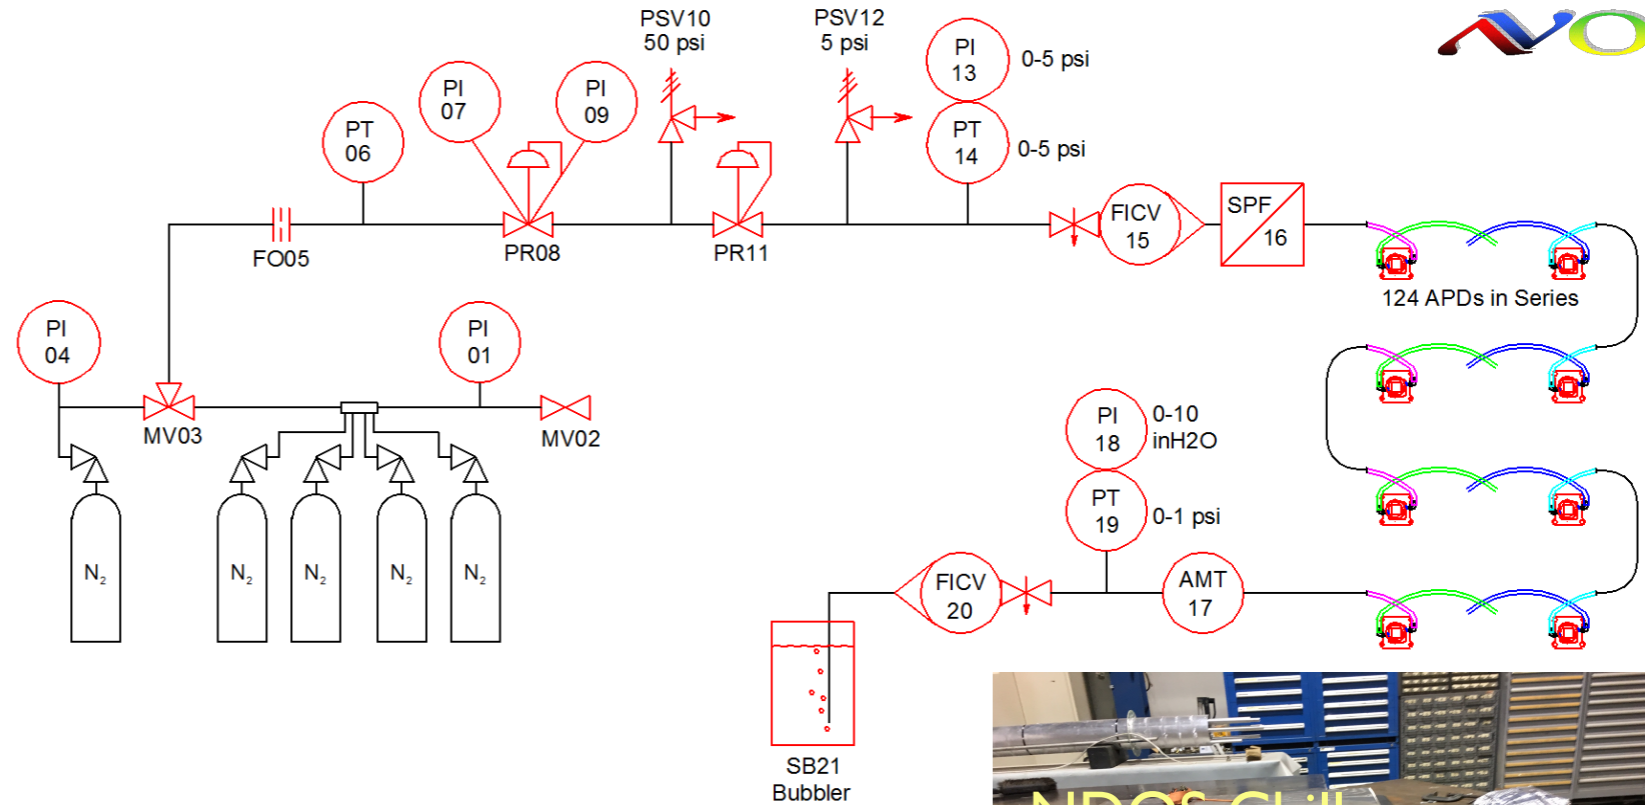 PSV10
50 psi
PSV12
5 psi
PI
13
0-5 psi
PT
14
0-5 psi
PI
07
PI
09
PT
06
FO05
PR08
PR11
FICV
15
SPF
16
124 APDs in Series
PI
04
PI
01
MV03
MV02
N₂
N₂
N₂
N₂
N₂
PI
18
0-10
inH2O
PT
19
0-1 psi
FICV
20
AMT
17
SB21
Bubbler